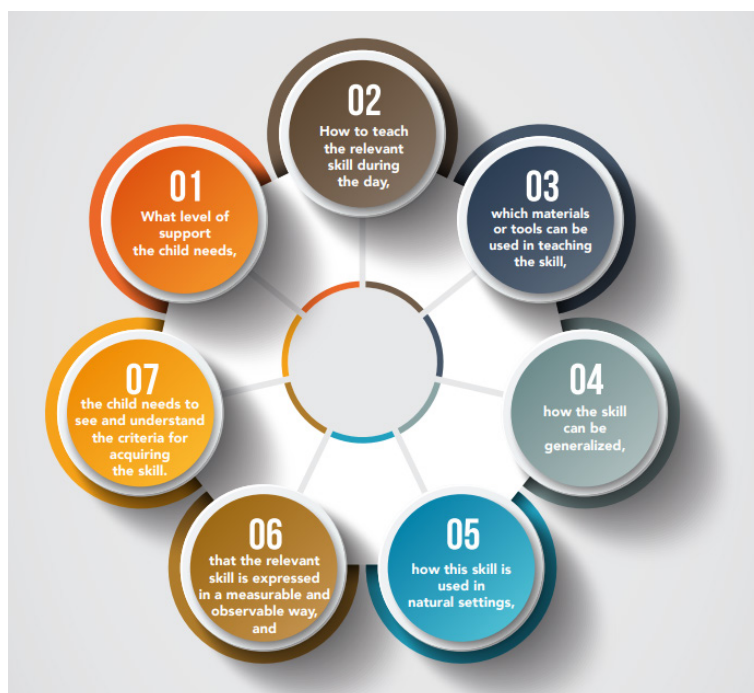 01
What level of
support
the child needs,
02
How to teach
the relevant
skill during
the day,
03
which materials
or tools can be
used in teaching
the skill,
04
how the skill
can be
generalized,
05
how this skill is
used in
natural settings,
06
that the relevant
skill is expressed
in a measurable and
observable way,
and
07
the child needs to
see and understand
the criteria for
acquiring
the skill.